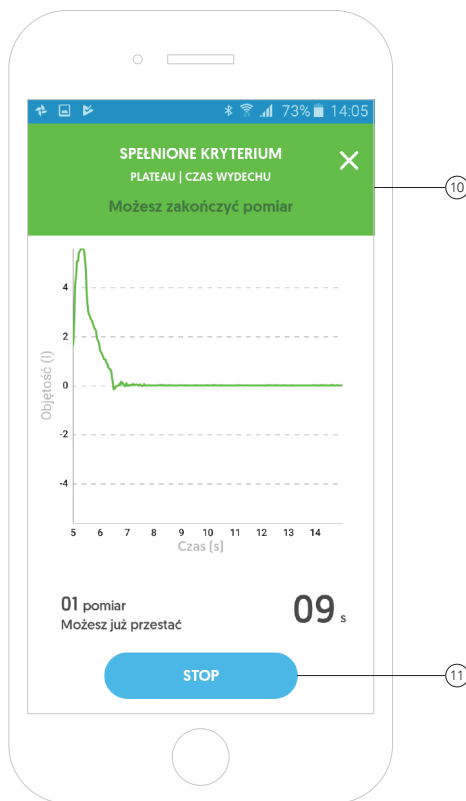 73% 14:05
SPEŁNIONE KRYTERIUM
PLATEAU | CZAS WYDECHU
Możesz zakończyć pomiar
10
4
2
0
-2
-4
Objętość (l)
5 6 7 8 9 10 11 12 13 14
Czas (s)
01 pomiar
Możesz już przestać
09 s
STOP
11